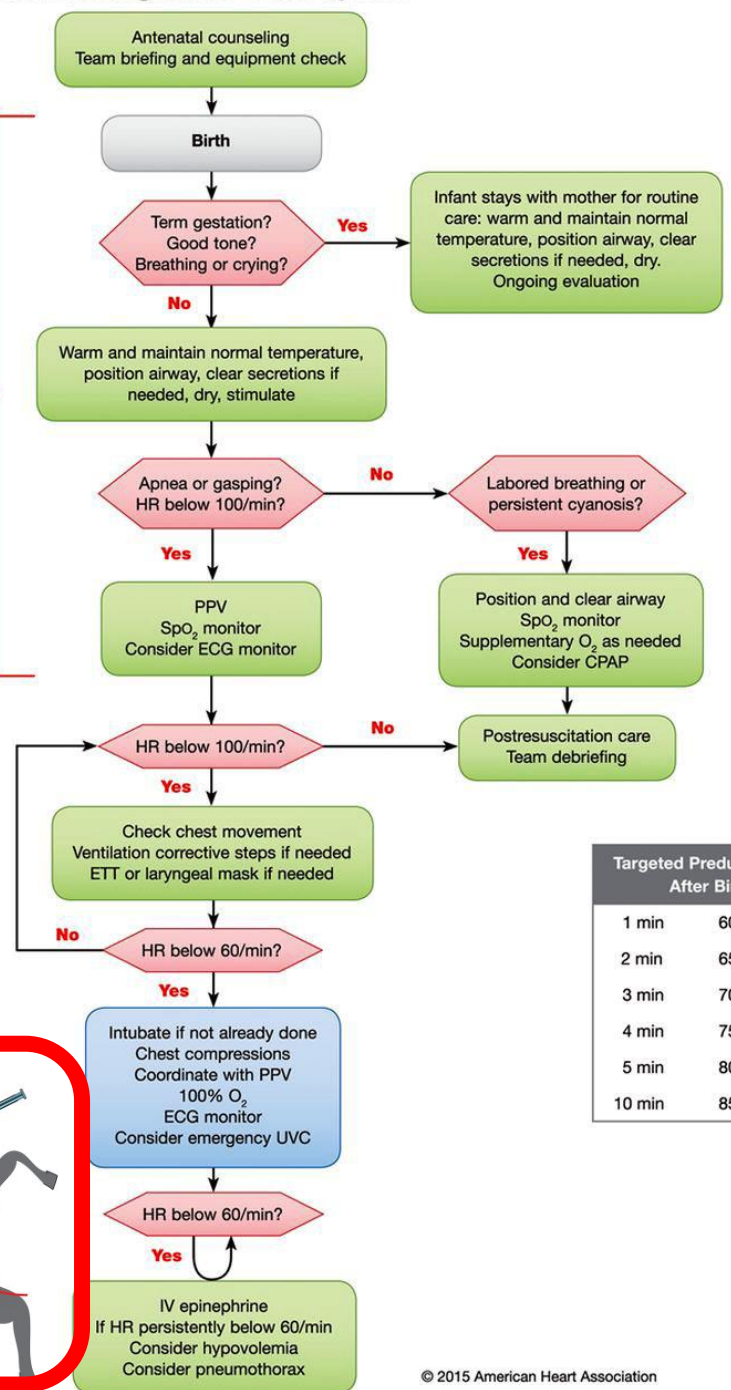 Antenatal counseling
Team briefing and equipment check
Birth
Term gestation?
Good tone?
Breathing or crying?
Yes
Infant stays with mother for routine
care: warm and maintain normal
temperature, position airway, clear
secretions if needed, dry.
Ongoing evaluation
No
Warm and maintain normal temperature,
position airway, clear secretions if
needed, dry, stimulate
Apnea or gasping?
HR below 100/min?
No
Labored breathing or
persistent cyanosis?
Yes
Yes
PPV
SpO₂ monitor
Consider ECG monitor
Position and clear airway
SpO₂ monitor
Supplementary O₂ as needed
Consider CPAP
HR below 100/min?
No
Postresuscitation care
Team debriefing
Yes
Check chest movement
Ventilation corrective steps if needed
ETT or laryngeal mask if needed
No
HR below 60/min?
Yes
Intubate if not already done
Chest compressions
Coordinate with PPV
100% O₂
ECG monitor
Consider emergency UVC
HR below 60/min?
Yes
IV epinephrine
If HR persistently below 60/min
Consider hypovolemia
Consider pneumothorax
Targeted
After
1 min
2 min
3 min
4 min
5 min
10 min
© 2015 American Heart Association